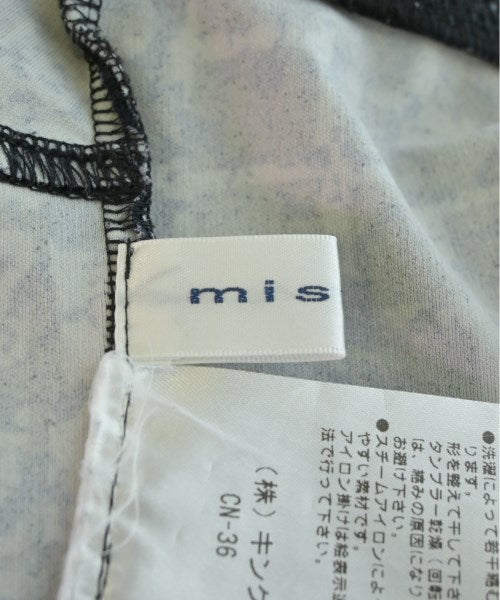 mis
●洗濯によって若干縮む
ります。
形を整えて干して下さ
タンブラー乾燥（回転
は、縮みの原因になり
お避け下さい。
●スチームアイロンによ
やすい素材です。
アイロン掛けは絵表示
法で行って下さい。
（株）キング
CN-36